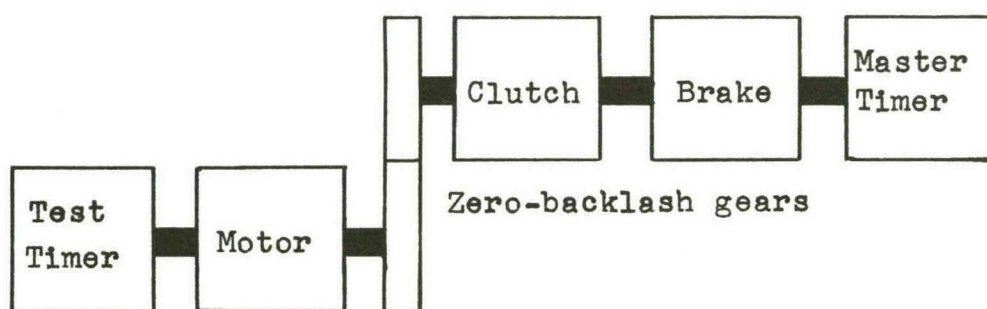 Clutch
Brake
Master
Timer
Zero-backlash gears
Test
Timer
Motor